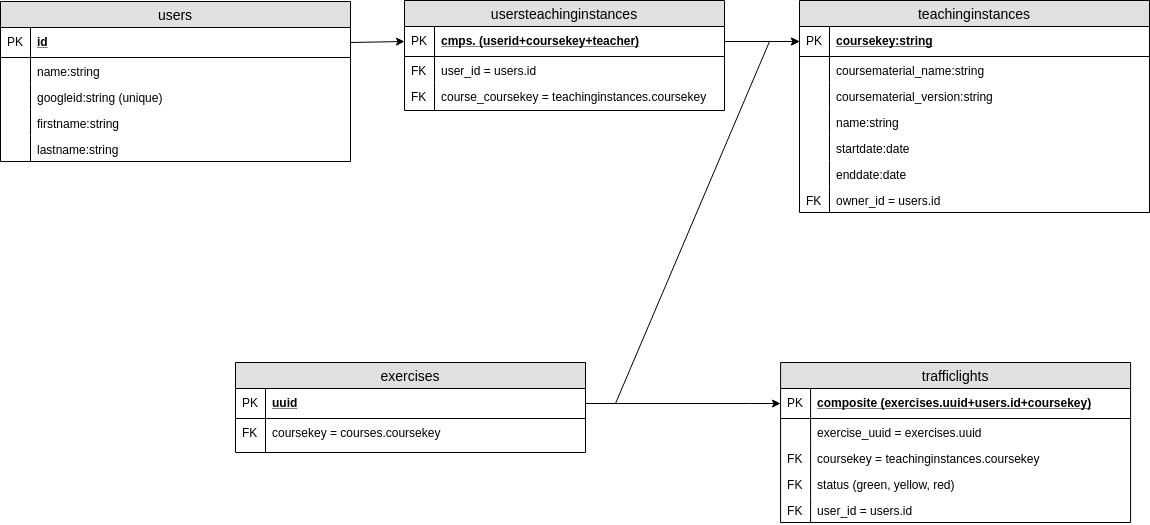 users
PK id
name:string
googleid:string (unique)
firstname:string
lastname:string
usersteachinginstances
PK cmps. (userid+coursekey+teacher)
FK user_id = users.id
FK course_coursekey = teachinginstances.coursekey
teachinginstances
PK coursekey:string
coursematerial_name:string
coursematerial_version:string
name:string
startdate:date
enddate:date
FK owner_id = users.id
exercises
PK uuid
FK coursekey = courses.coursekey
trafficlights
PK composite (exercises.uuid+users.id+coursekey)
exercise_uuid = exercises.uuid
FK coursekey = teachinginstances.coursekey
FK status (green, yellow, red)
FK user_id = users.id